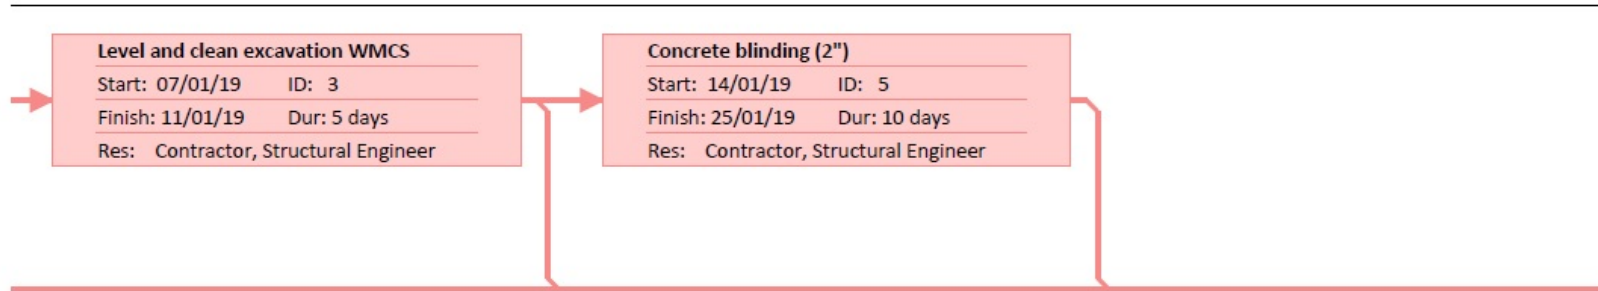 Level and clean excavation WMCS
Start: 07/01/19 ID: 3
Finish: 11/01/19 Dur: 5 days
Res: Contractor, Structural Engineer
Concrete blinding (2")
Start: 14/01/19 ID: 5
Finish: 25/01/19 Dur: 10 days
Res: Contractor, Structural Engineer